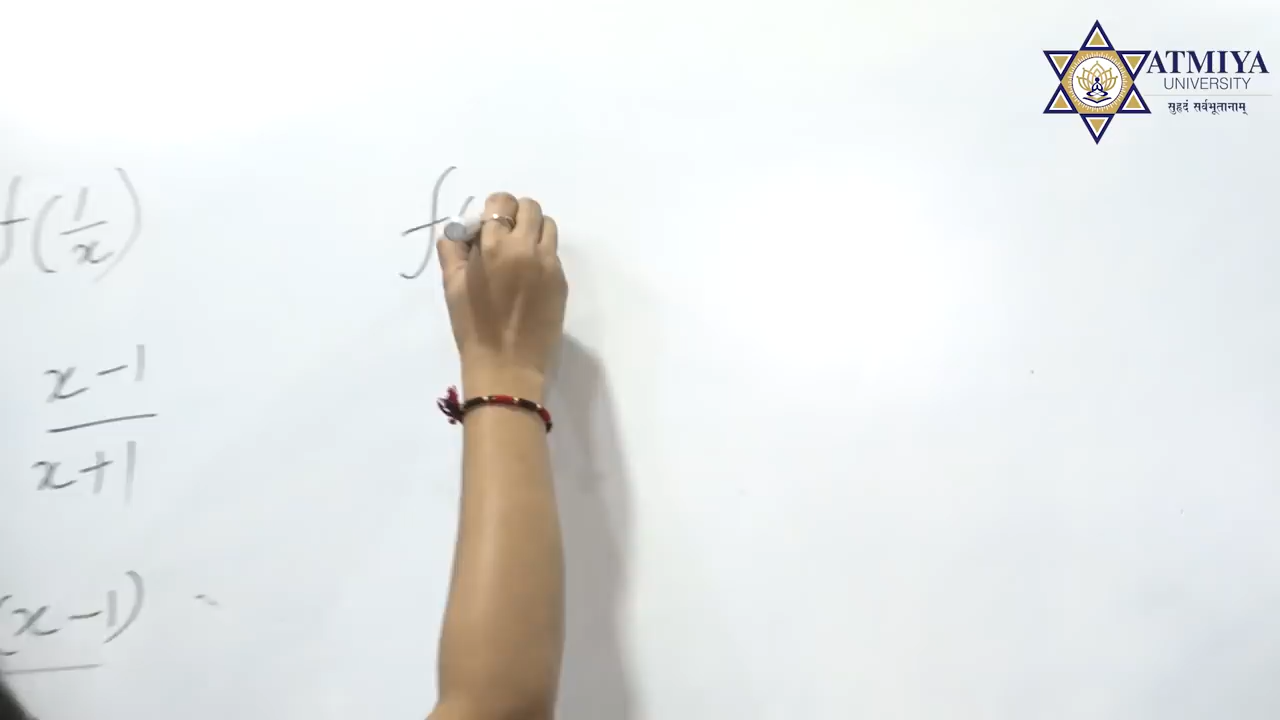 ATMIYA
UNIVERSITY
सुहृदं सर्वभूतानाम्
f(1/x)
f(
x-1
x+1
(x-1)